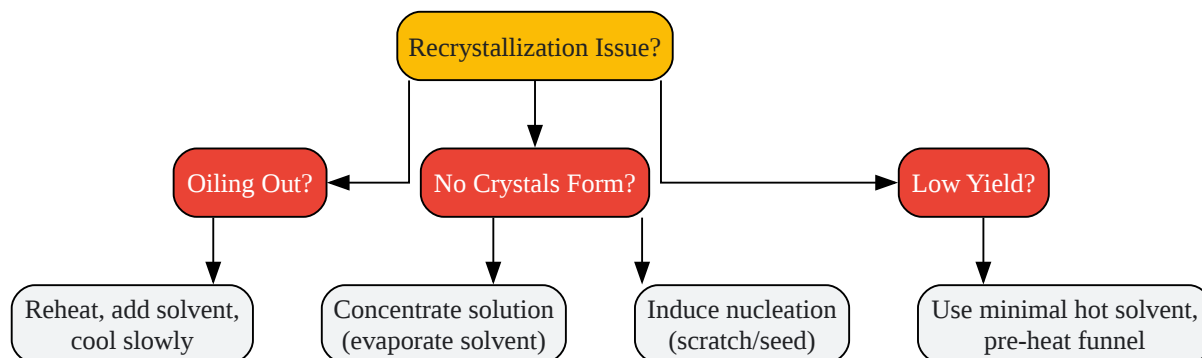 Recrystallization Issue?
Oiling Out?
No Crystals Form?
Low Yield?
Reheat, add solvent,
cool slowly
Concentrate solution
(evaporate solvent)
Induce nucleation
(scratch/seed)
Use minimal hot solvent,
pre-heat funnel